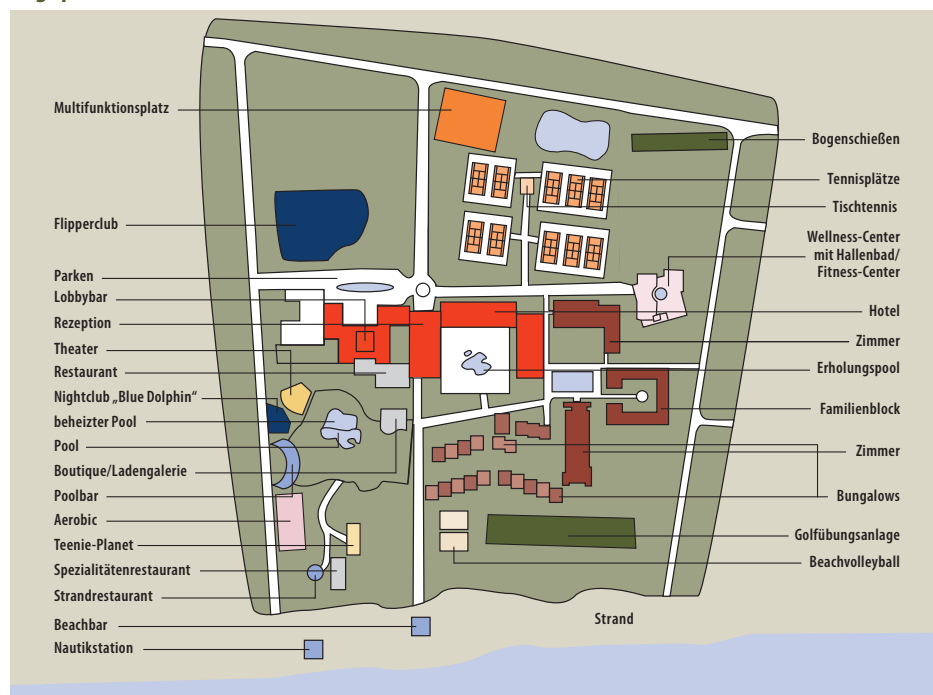 Multifunktionsplatz
Flipperclub
Parken
Lobbybar
Rezeption
Theater
Restaurant
Nightclub „Blue Dolphin“
beheizter Pool
Pool
Boutique/Ladengalerie
Poolbar
Aerobic
Teenie-Planet
Spezialitätenrestaurant
Strandrestaurant
Beachbar
Nautikstation
Bogenschießen
Tennisplätze
Tischtennis
Wellness-Center
mit Hallenbad/
Fitness-Center
Hotel
Zimmer
Erholungspool
Familienblock
Zimmer
Bungalows
Golfübungsanlage
Beachvolleyball
Strand